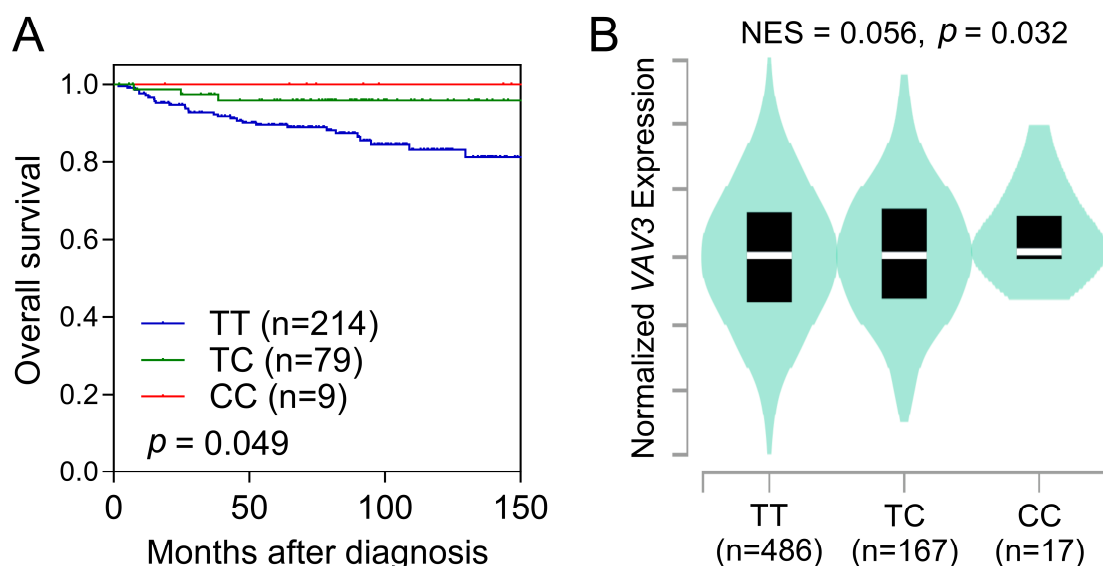 A
Overall survival
1.0
0.8
0.6
0.4
0.2
0.0
TT (n=214)
TC (n=79)
CC (n=9)
p = 0.049
0 50 100 150
Months after diagnosis
B
NES = 0.056, p = 0.032
Normalized VAV3 Expression
TT TC CC
(n=486) (n=167) (n=17)